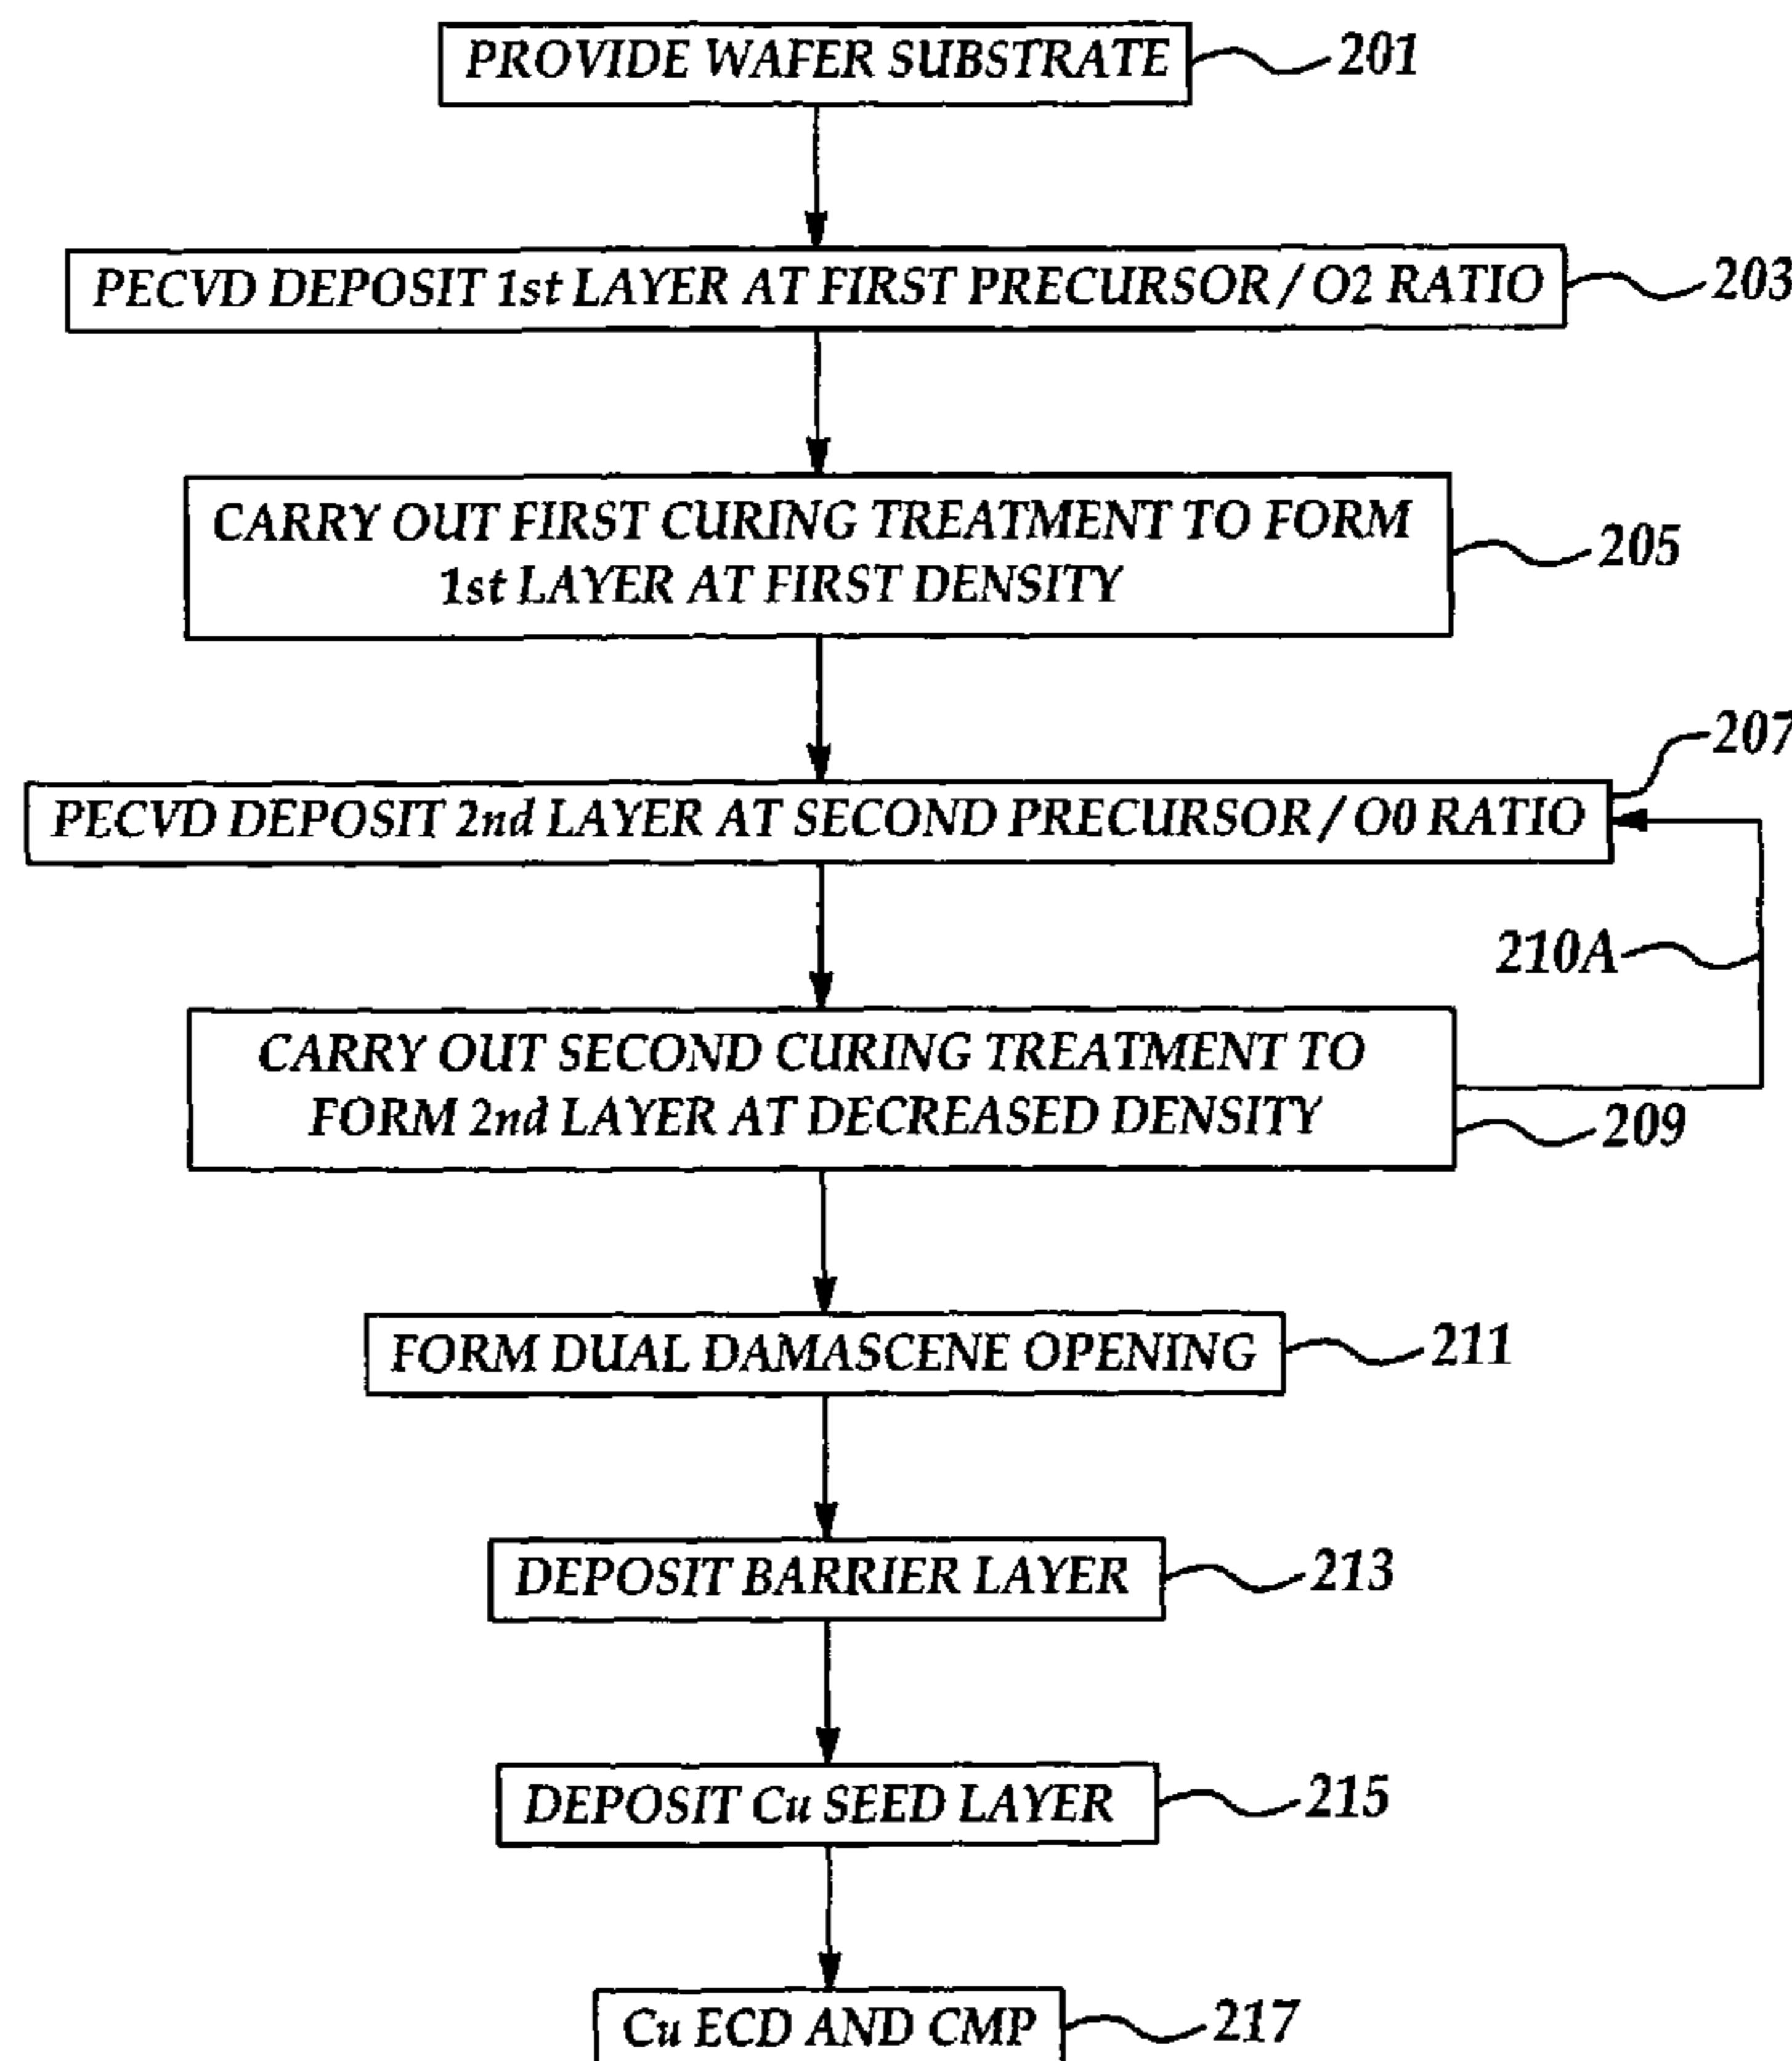 PROVIDE WAFER SUBSTRATE
201
PECVD DEPOSIT 1st LAYER AT FIRST PRECURSOR / O2 RATIO
203
CARRY OUT FIRST CURING TREATMENT TO FORM
1st LAYER AT FIRST DENSITY
205
207
PECVD DEPOSIT 2nd LAYER AT SECOND PRECURSOR / O0 RATIO
210A
CARRY OUT SECOND CURING TREATMENT TO
FORM 2nd LAYER AT DECREASED DENSITY
209
FORM DUAL DAMASCENE OPENING
211
DEPOSIT BARRIER LAYER
213
DEPOSIT Cu SEED LAYER
215
Cu ECD AND CMP
217